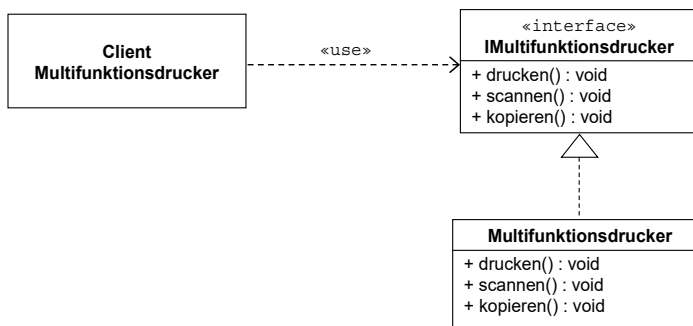 Client
Multifunktionsdrucker
«use»
«interface»
IMultifunktionsdrucker
+ drucken() : void
+ scannen() : void
+ kopieren() : void
Multifunktionsdrucker
+ drucken() : void
+ scannen() : void
+ kopieren() : void